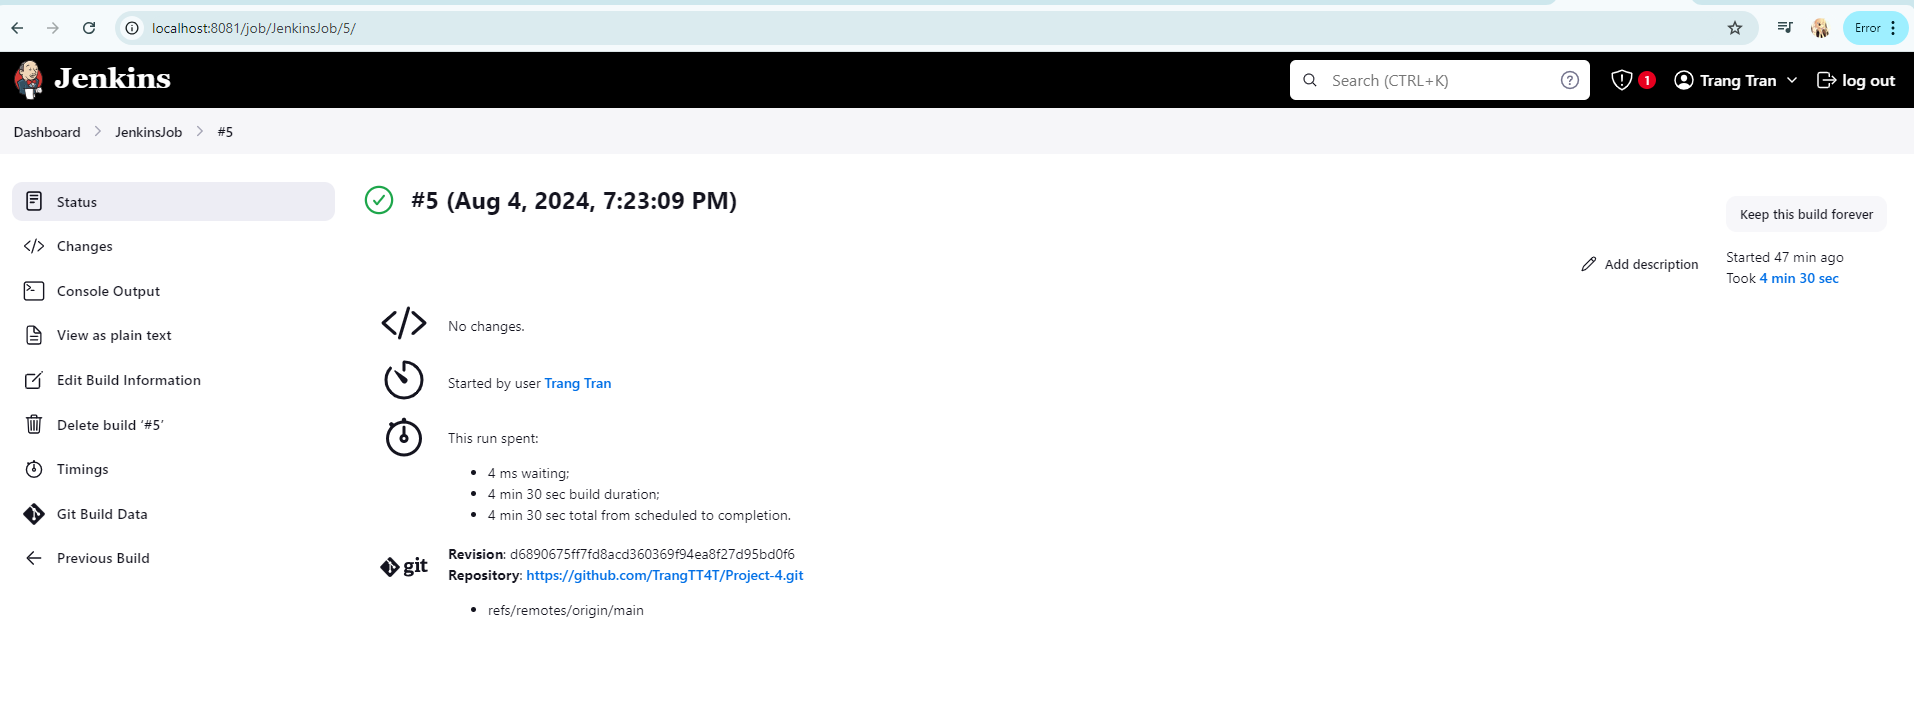 localhost:8081/job/JenkinsJob/5/
Error
Jenkins
Search (CTRL+K)
?
1
Trang Tran
log out
Dashboard > JenkinsJob > #5
Status
Changes
Console Output
View as plain text
Edit Build Information
Delete build ‘#5’
Timings
Git Build Data
Previous Build
#5 (Aug 4, 2024, 7:23:09 PM)
Keep this build forever
Add description
Started 47 min ago
Took 4 min 30 sec
No changes.
Started by user Trang Tran
This run spent:
4 ms waiting;
4 min 30 sec build duration;
4 min 30 sec total from scheduled to completion.
git
Revision: d6890675ff7fd8acd360369f94ea8f27d95bd0f6
Repository: https://github.com/TrangTT4T/Project-4.git
refs/remotes/origin/main